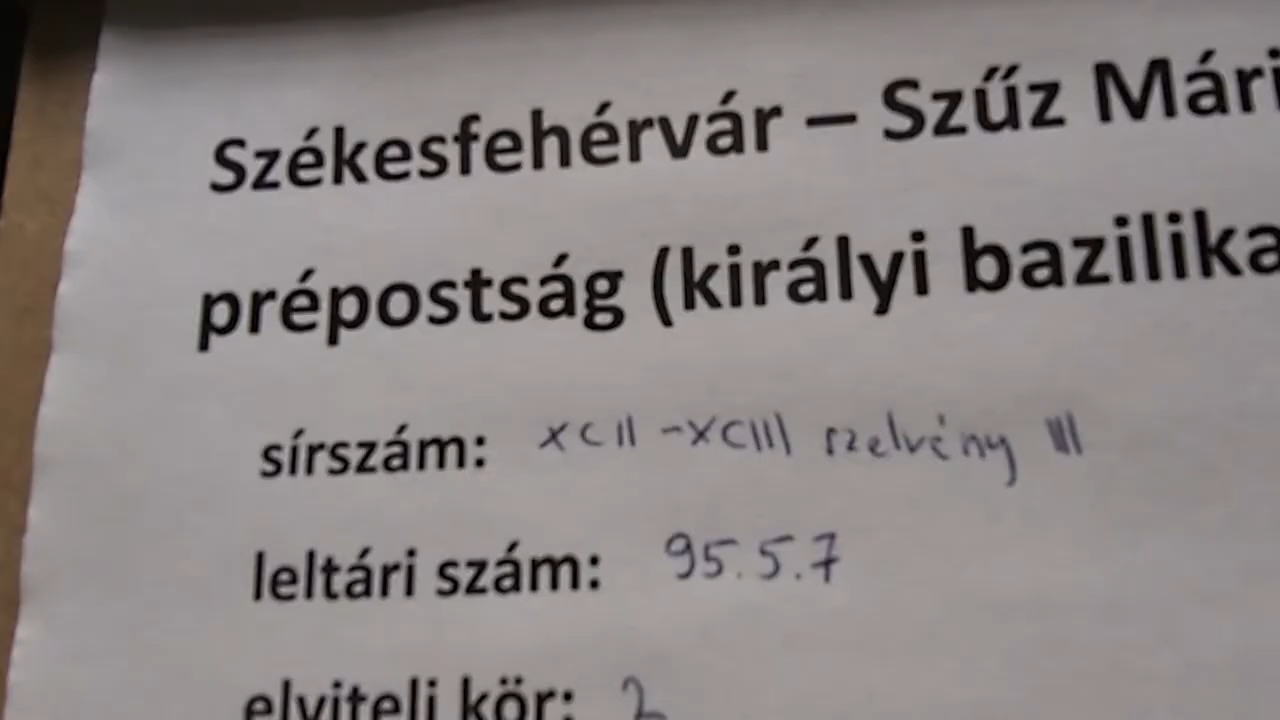 Székesfehérvár – Szűz Mári
prépostság (királyi bazilika
sírszám: XCII - XCIII szelvény III
leltári szám: 95.5.7
elviteli kör: 2